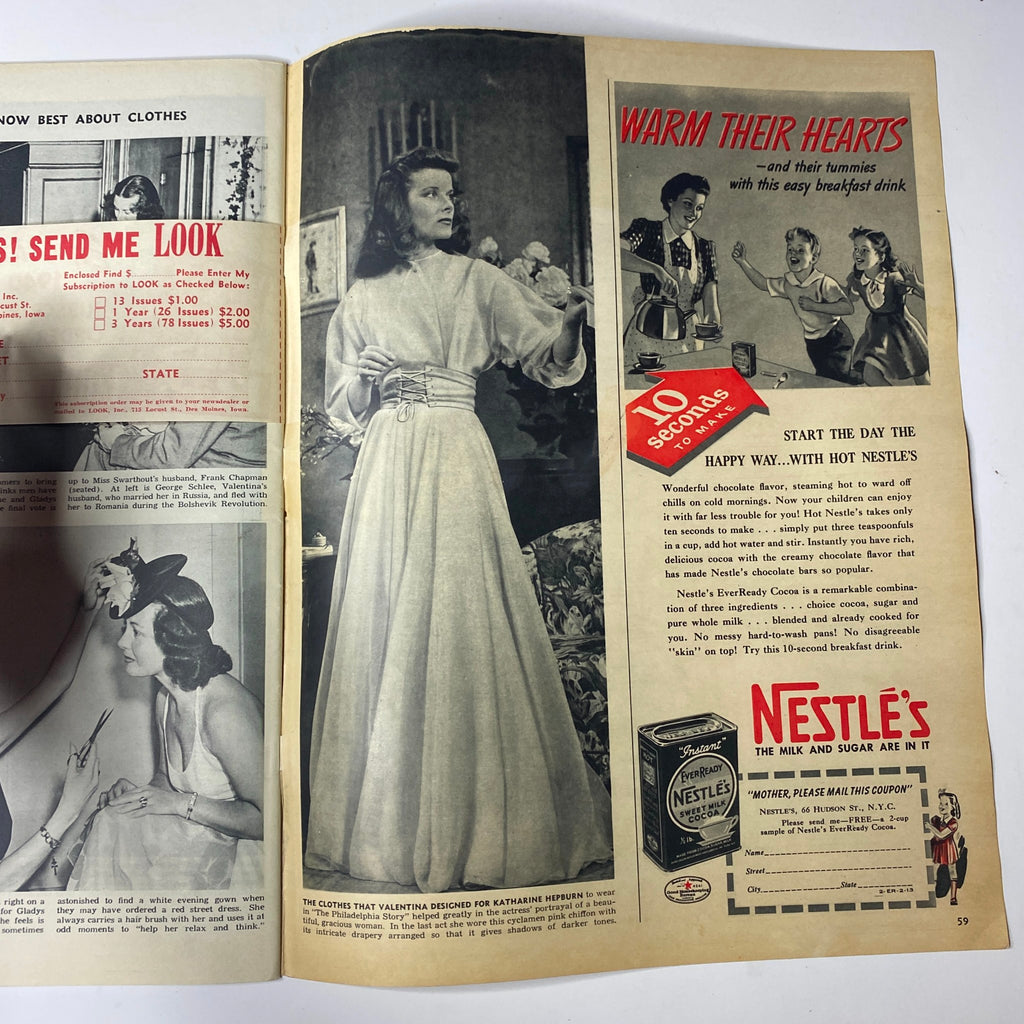 NOW BEST ABOUT CLOTHES
S! SEND ME LOOK
Enclosed Find $............Please Enter My
Subscription to LOOK as Checked Below:
Inc.
cust St.
oines, Iowa
13 Issues $1.00
1 Year (26 Issues) $2.00
3 Years (78 Issues) $5.00
STATE
This subscription order may be given to your newsdealer or
mailed to LOOK, Inc., 715 Locust St., Des Moines, Iowa.
omers to bring
inks men have
e and Gladys
e final vote is
up to Miss Swarthout's husband, Frank Chapman
(seated). At left is George Schlee, Valentina's
husband, who married her in Russia, and fled with
her to Romania during the Bolshevik Revolution.
right on a
for Gladys
he feels is
sometimes
astonished to find a white evening gown when
they may have ordered a red street dress. She
always carries a hair brush with her and uses it at
odd moments to "help her relax and think."
THE CLOTHES THAT VALENTINA DESIGNED FOR KATHARINE HEPBURN to wear
in "The Philadelphia Story" helped greatly in the actress' portrayal of a beau-
tiful, gracious woman. In the last act she wore this cyclamen pink chiffon with
its intricate drapery arranged so that it gives shadows of darker tones.
WARM THEIR HEARTS
—and their tummies
with this easy breakfast drink
10
seconds
TO MAKE
START THE DAY THE
HAPPY WAY...WITH HOT NESTLE'S
Wonderful chocolate flavor, steaming hot to ward off
chills on cold mornings. Now your children can enjoy
it with far less trouble for you! Hot Nestle's takes only
ten seconds to make . . . simply put three teaspoonfuls
in a cup, add hot water and stir. Instantly you have rich,
delicious cocoa with the creamy chocolate flavor that
has made Nestle's chocolate bars so popular.
Nestle's EverReady Cocoa is a remarkable combina-
tion of three ingredients . . . choice cocoa, sugar and
pure whole milk . . . blended and already cooked for
you. No messy hard-to-wash pans! No disagreeable
"skin" on top! Try this 10-second breakfast drink.
NESTLÉ'S
THE MILK AND SUGAR ARE IN IT
"Instant"
EVERREADY
NESTLÉ'S
SWEET MILK
COCOA
½ lb.
"MOTHER, PLEASE MAIL THIS COUPON"
NESTLE'S, 66 HUDSON ST., N.Y.C.
Please send me—FREE—a 2-cup
sample of Nestle's EverReady Cocoa.
Name
Street
City State
2-ER-2-13
59